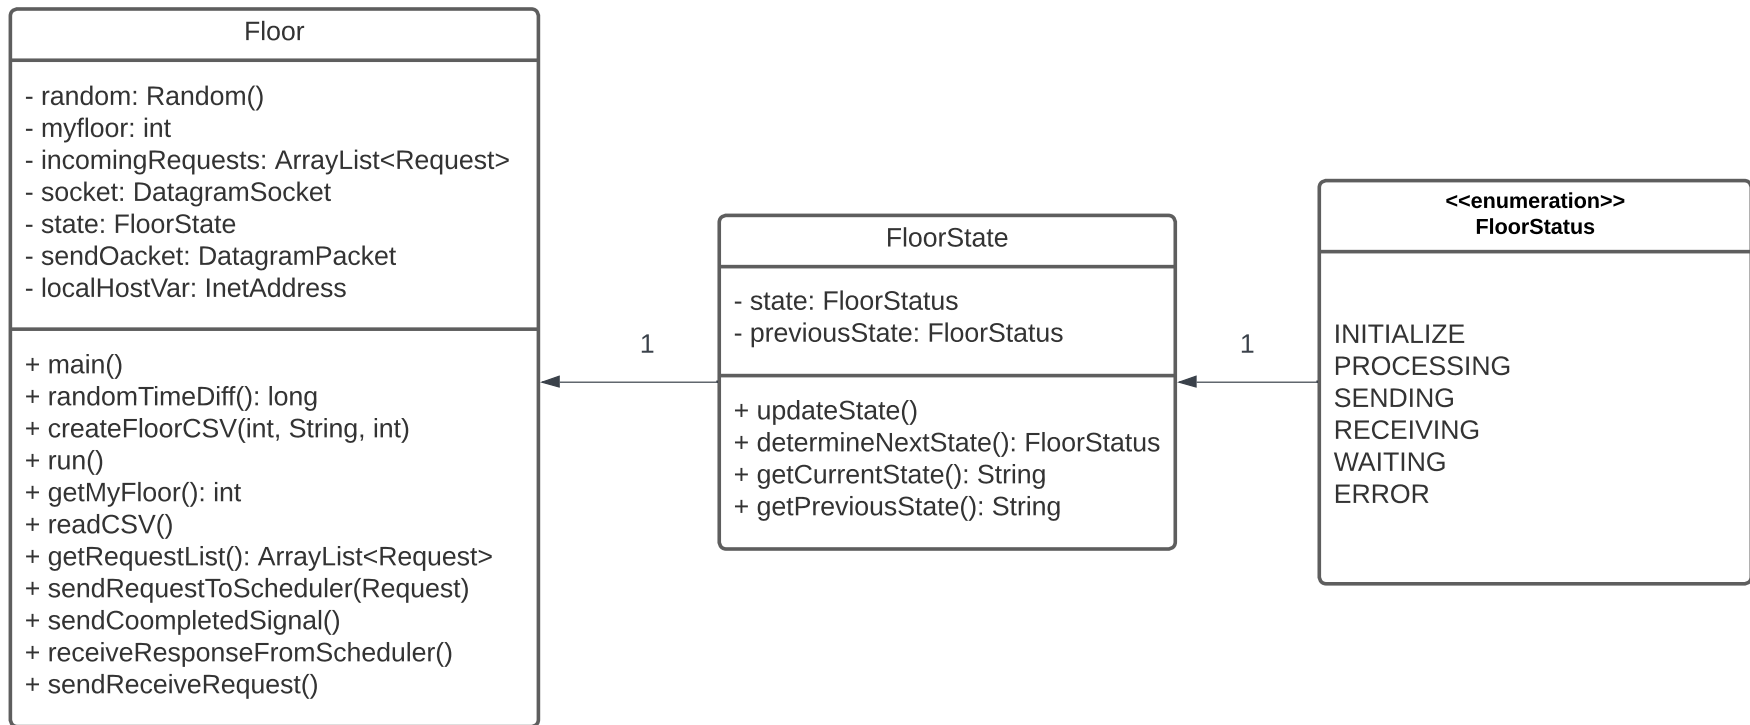 Floor
- random: Random()
- myfloor: int
- incomingRequests: ArrayList<Request>
- socket: DatagramSocket
- state: FloorState
- sendOacket: DatagramPacket
- localHostVar: InetAddress
+ main()
+ randomTimeDiff(): long
+ createFloorCSV(int, String, int)
+ run()
+ getMyFloor(): int
+ readCSV()
+ getRequestList(): ArrayList<Request>
+ sendRequestToScheduler(Request)
+ sendCoompletedSignal()
+ receiveResponseFromScheduler()
+ sendReceiveRequest()
1
FloorState
- state: FloorStatus
- previousState: FloorStatus
+ updateState()
+ determineNextState(): FloorStatus
+ getCurrentState(): String
+ getPreviousState(): String
1
<<enumeration>>
FloorStatus
INITIALIZE
PROCESSING
SENDING
RECEIVING
WAITING
ERROR